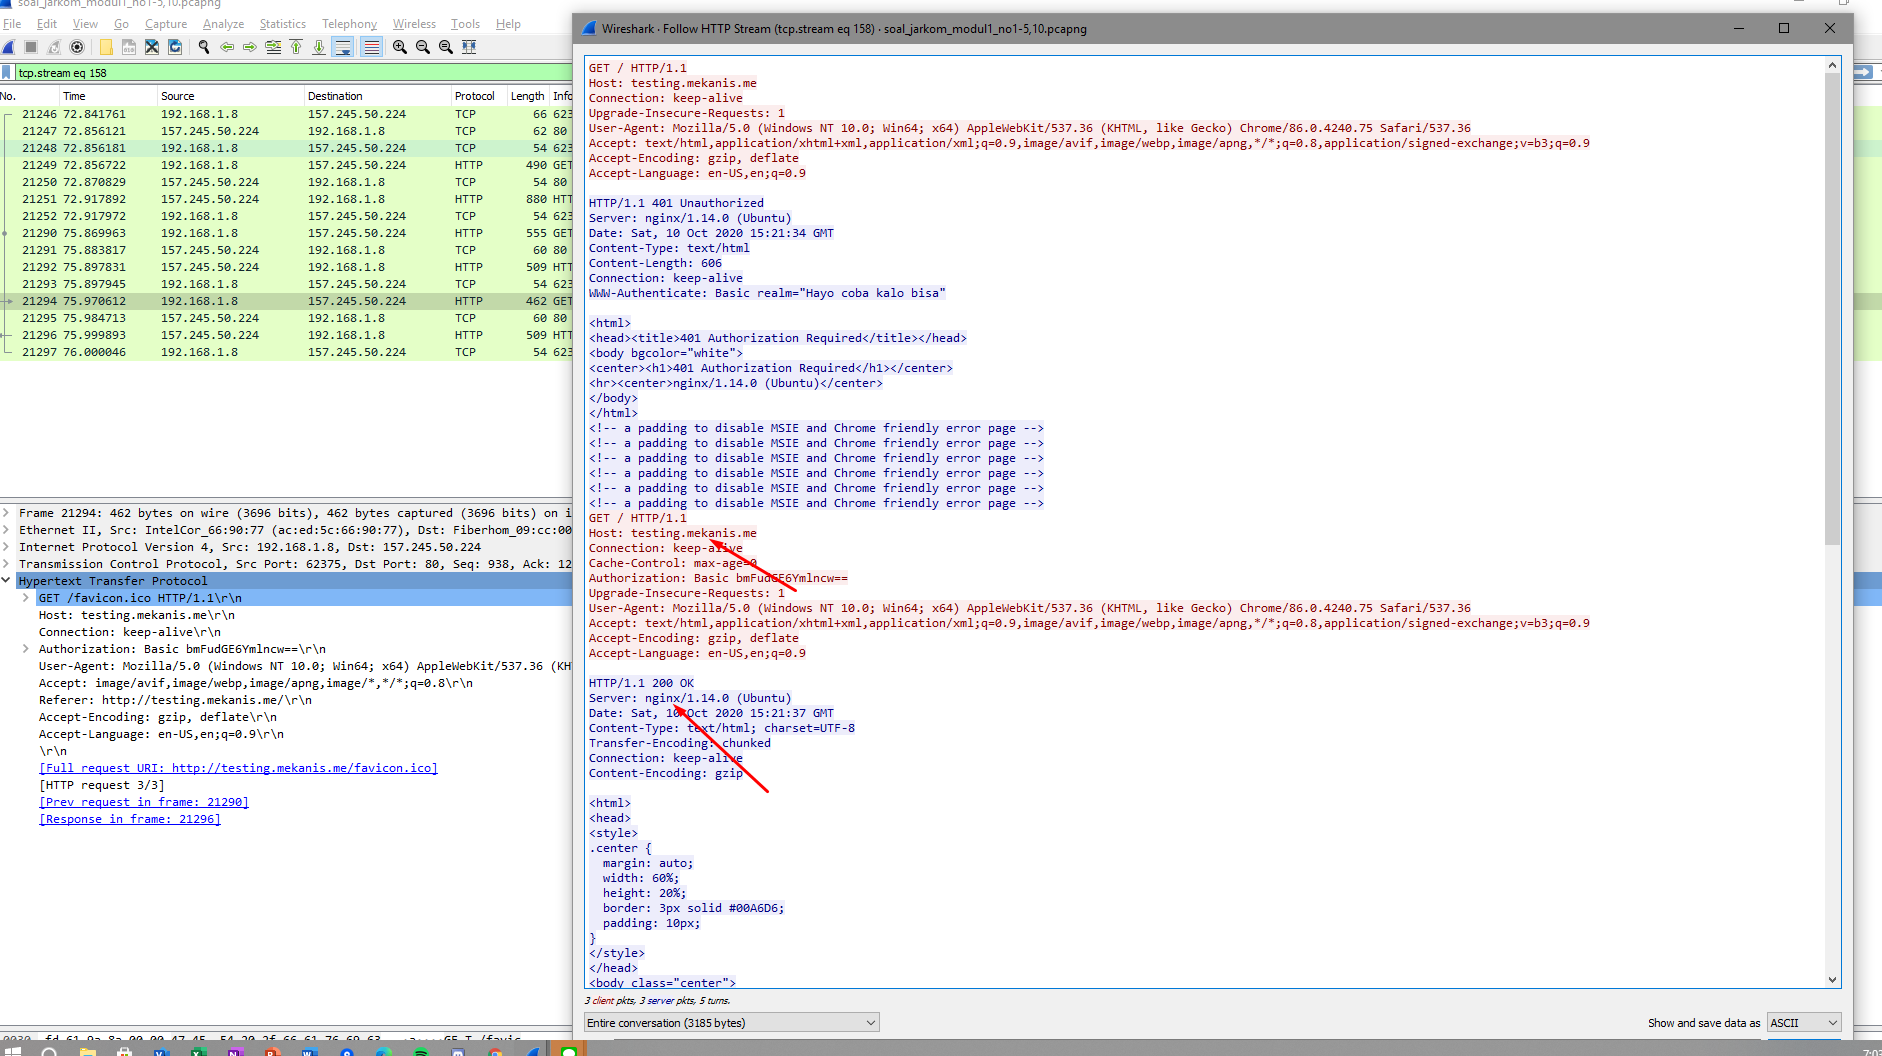 soal_jarkom_modul1_no1-5,10.pcapng
File Edit View Go Capture Analyze Statistics Telephony Wireless Tools Help
tcp.stream eq 158
No. Time Source Destination Protocol Length Info
21246 72.841761 192.168.1.8 157.245.50.224 TCP 66 623
21247 72.856121 157.245.50.224 192.168.1.8 TCP 62 80
21248 72.856181 192.168.1.8 157.245.50.224 TCP 54 623
21249 72.856722 192.168.1.8 157.245.50.224 HTTP 490 GET
21250 72.870829 157.245.50.224 192.168.1.8 TCP 54 80
21251 72.917892 157.245.50.224 192.168.1.8 HTTP 880 HTT
21252 72.917972 192.168.1.8 157.245.50.224 TCP 54 623
21290 75.869963 192.168.1.8 157.245.50.224 HTTP 555 GET
21291 75.883817 157.245.50.224 192.168.1.8 TCP 60 80
21292 75.897831 157.245.50.224 192.168.1.8 HTTP 509 HTT
21293 75.897945 192.168.1.8 157.245.50.224 TCP 54 623
21294 75.970612 192.168.1.8 157.245.50.224 HTTP 462 GET
21295 75.984713 157.245.50.224 192.168.1.8 TCP 60 80
21296 75.999893 157.245.50.224 192.168.1.8 HTTP 509 HTT
21297 76.000046 192.168.1.8 157.245.50.224 TCP 54 623
Frame 21294: 462 bytes on wire (3696 bits), 462 bytes captured (3696 bits) on i
Ethernet II, Src: IntelCor_66:90:77 (ac:ed:5c:66:90:77), Dst: Fiberhom_09:cc:00
Internet Protocol Version 4, Src: 192.168.1.8, Dst: 157.245.50.224
Transmission Control Protocol, Src Port: 62375, Dst Port: 80, Seq: 938, Ack: 12
Hypertext Transfer Protocol
GET /favicon.ico HTTP/1.1\r\n
Host: testing.mekanis.me\r\n
Connection: keep-alive\r\n
Authorization: Basic bmFudGE6Ymlncw==\r\n
User-Agent: Mozilla/5.0 (Windows NT 10.0; Win64; x64) AppleWebKit/537.36 (KH
Accept: image/avif,image/webp,image/apng,image/*,*/*;q=0.8\r\n
Referer: http://testing.mekanis.me/\r\n
Accept-Encoding: gzip, deflate\r\n
Accept-Language: en-US,en;q=0.9\r\n
\r\n
[Full request URI: http://testing.mekanis.me/favicon.ico]
[HTTP request 3/3]
[Prev request in frame: 21290]
[Response in frame: 21296]
Wireshark · Follow HTTP Stream (tcp.stream eq 158) · soal_jarkom_modul1_no1-5,10.pcapng
GET / HTTP/1.1
Host: testing.mekanis.me
Connection: keep-alive
Upgrade-Insecure-Requests: 1
User-Agent: Mozilla/5.0 (Windows NT 10.0; Win64; x64) AppleWebKit/537.36 (KHTML, like Gecko) Chrome/86.0.4240.75 Safari/537.36
Accept: text/html,application/xhtml+xml,application/xml;q=0.9,image/avif,image/webp,image/apng,*/*;q=0.8,application/signed-exchange;v=b3;q=0.9
Accept-Encoding: gzip, deflate
Accept-Language: en-US,en;q=0.9
HTTP/1.1 401 Unauthorized
Server: nginx/1.14.0 (Ubuntu)
Date: Sat, 10 Oct 2020 15:21:34 GMT
Content-Type: text/html
Content-Length: 606
Connection: keep-alive
WWW-Authenticate: Basic realm="Hayo coba kalo bisa"
<html>
<head><title>401 Authorization Required</title></head>
<body bgcolor="white">
<center><h1>401 Authorization Required</h1></center>
<hr><center>nginx/1.14.0 (Ubuntu)</center>
</body>
</html>
<!-- a padding to disable MSIE and Chrome friendly error page -->
<!-- a padding to disable MSIE and Chrome friendly error page -->
<!-- a padding to disable MSIE and Chrome friendly error page -->
<!-- a padding to disable MSIE and Chrome friendly error page -->
<!-- a padding to disable MSIE and Chrome friendly error page -->
<!-- a padding to disable MSIE and Chrome friendly error page -->
GET / HTTP/1.1
Host: testing.mekanis.me
Connection: keep-alive
Cache-Control: max-age=0
Authorization: Basic bmFudGE6Ymlncw==
Upgrade-Insecure-Requests: 1
User-Agent: Mozilla/5.0 (Windows NT 10.0; Win64; x64) AppleWebKit/537.36 (KHTML, like Gecko) Chrome/86.0.4240.75 Safari/537.36
Accept: text/html,application/xhtml+xml,application/xml;q=0.9,image/avif,image/webp,image/apng,*/*;q=0.8,application/signed-exchange;v=b3;q=0.9
Accept-Encoding: gzip, deflate
Accept-Language: en-US,en;q=0.9
HTTP/1.1 200 OK
Server: nginx/1.14.0 (Ubuntu)
Date: Sat, 10 Oct 2020 15:21:37 GMT
Content-Type: text/html; charset=UTF-8
Transfer-Encoding: chunked
Connection: keep-alive
Content-Encoding: gzip
<html>
<head>
<style>
.center {
margin: auto;
width: 60%;
height: 20%;
border: 3px solid #00A6D6;
padding: 10px;
}
</style>
</head>
<body class="center">
3 client pkts, 3 server pkts, 5 turns.
Entire conversation (3185 bytes)
Show and save data as ASCII